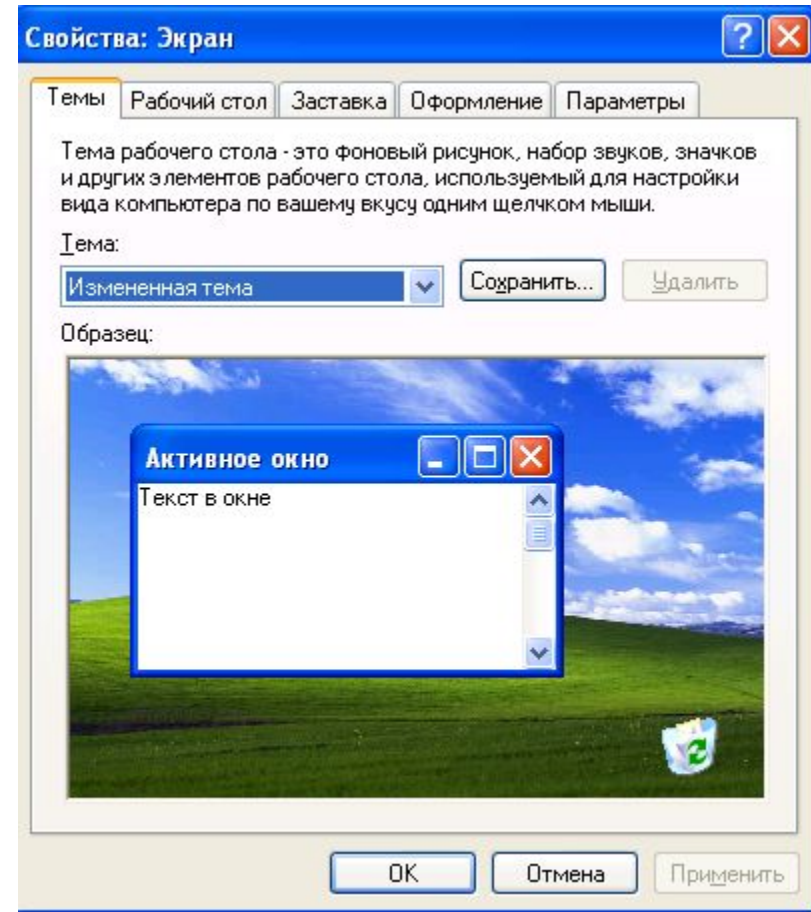 Свойства: Экран
Темы Рабочий стол Заставка Оформление Параметры
Тема рабочего стола - это фоновый рисунок, набор звуков, значков
и других элементов рабочего стола, используемый для настройки
вида компьютера по вашему вкусу одним щелчком мыши.
Тема:
Измененная тема Сохранить... Удалить
Образец:
Активное окно
Текст в окне
OK Отмена Применить